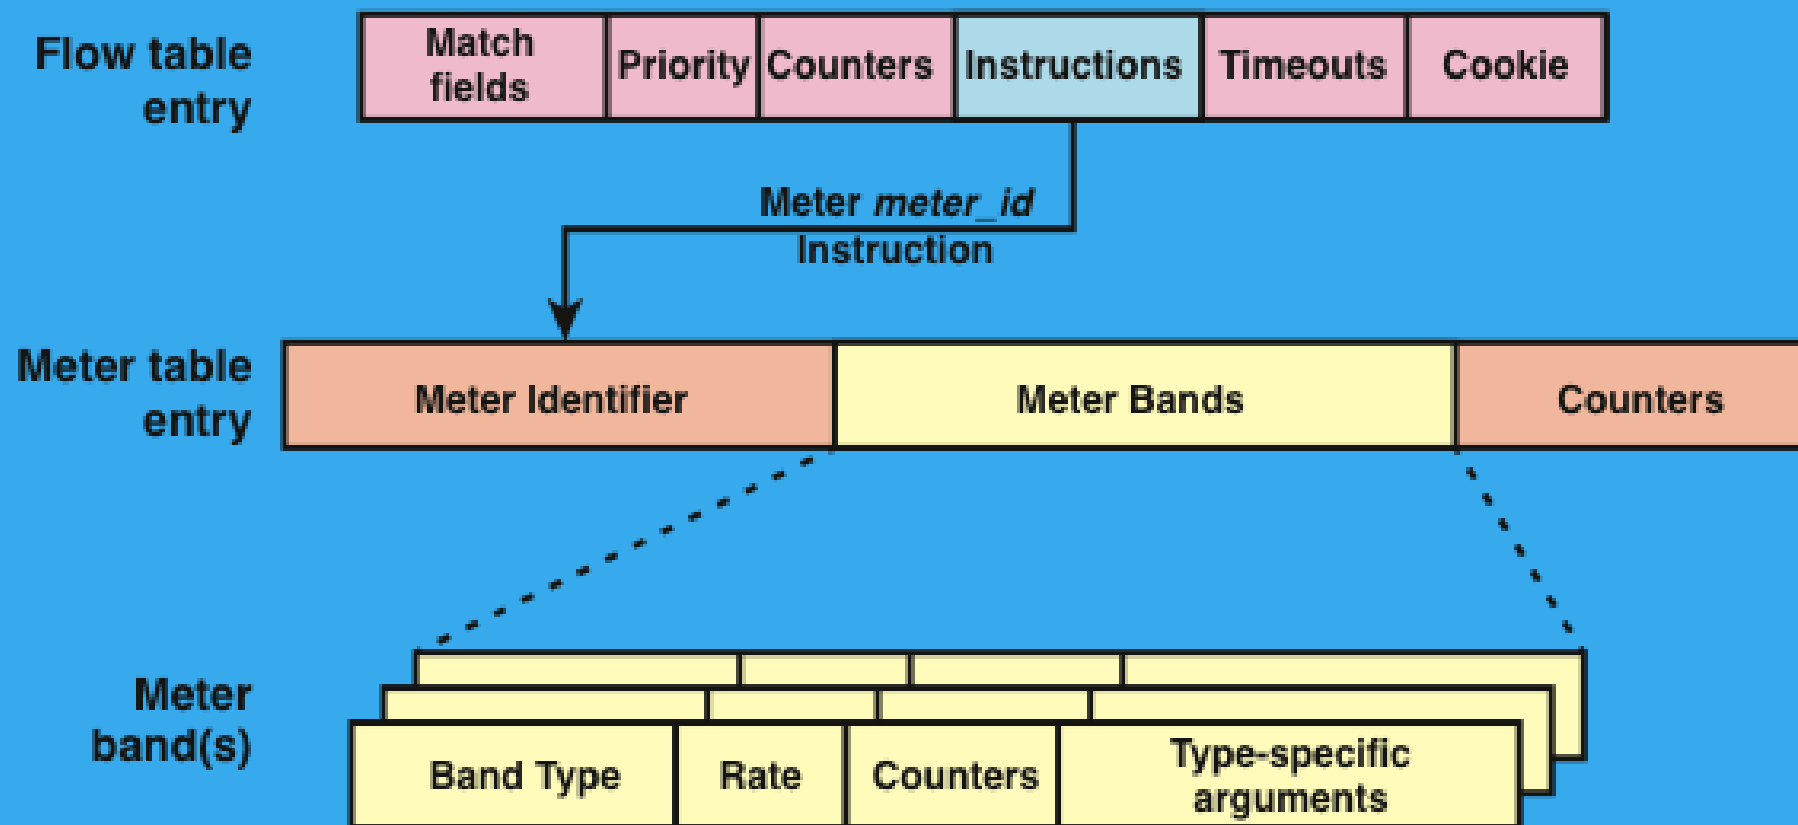 Flow table
entry
Match
fields
Priority
Counters
Instructions
Timeouts
Cookie
Meter meter_id
Instruction
Meter table
entry
Meter Identifier
Meter Bands
Counters
Meter
band(s)
Band Type
Rate
Counters
Type-specific
arguments